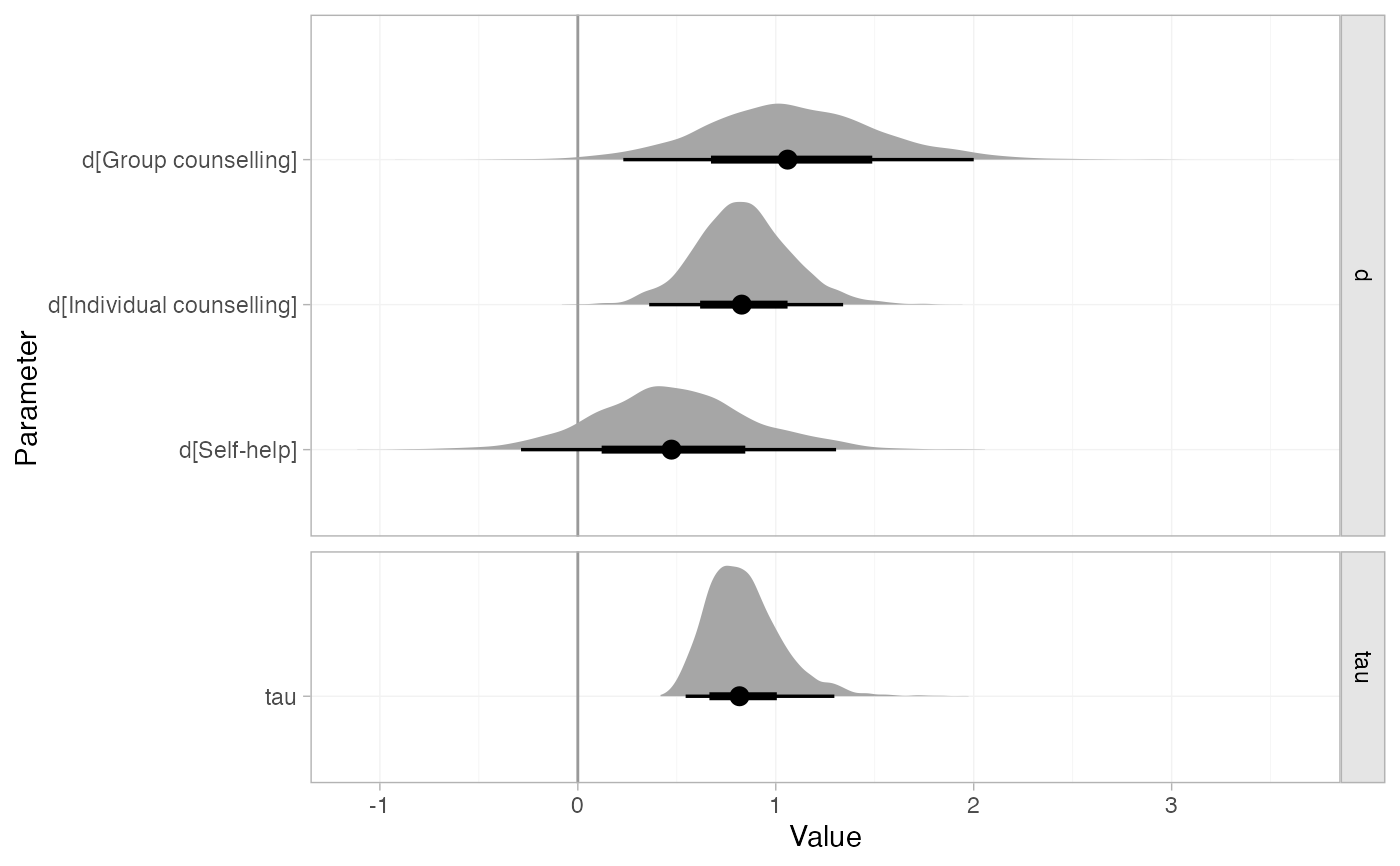 Parameter
d[Group counselling]
d[Individual counselling]
d[Self-help]
d
tau
tau
-1 0 1 2 3
Value